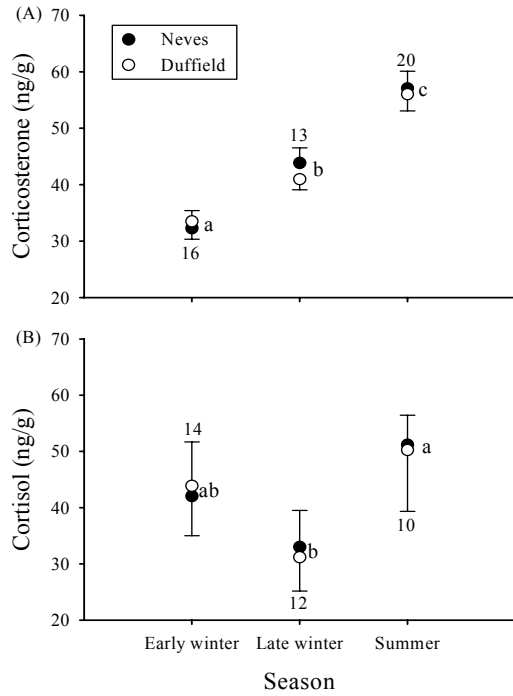 (A)
Neves
Duffield
Corticosterone (ng/g)
70
60
50
40
30
20
20
13
16
a
b
c
(B)
Cortisol (ng/g)
70
60
50
40
30
20
14
12
10
ab
b
a
Early winter Late winter Summer
Season